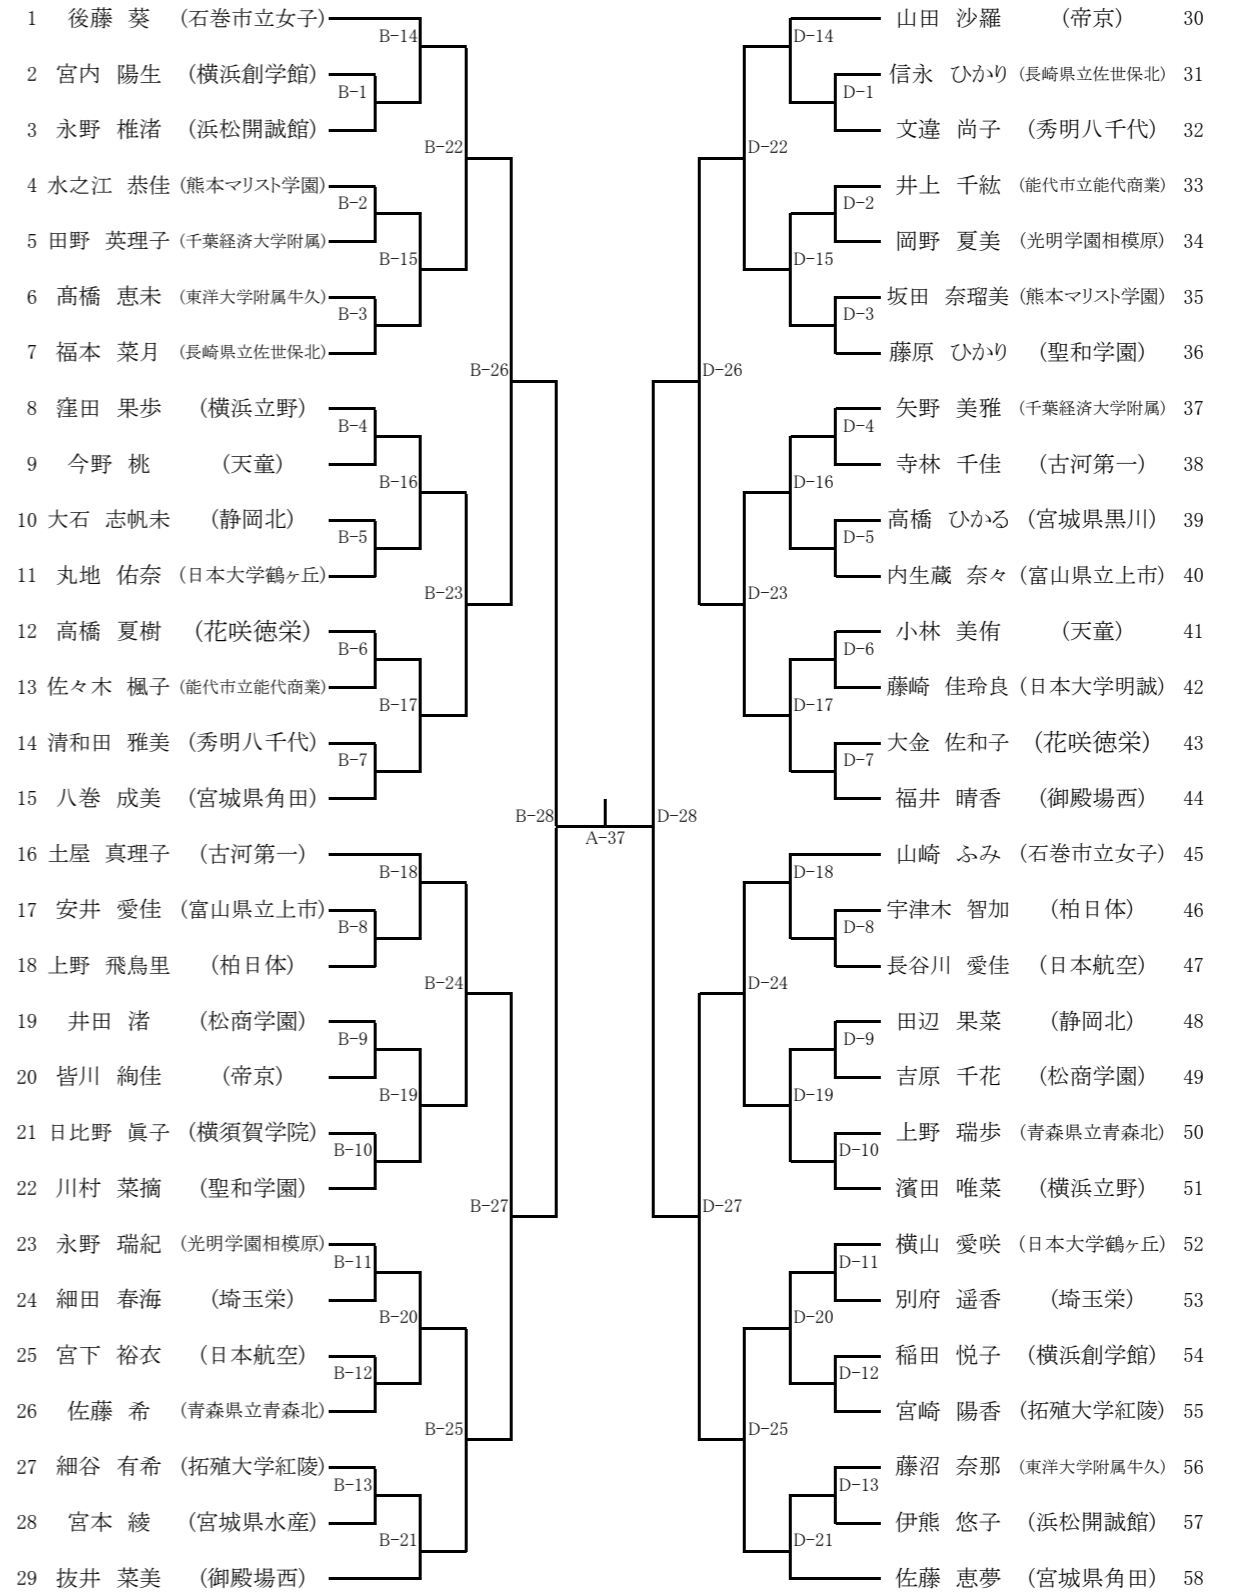 1 後藤 葵 (石巻市立女子) 山田 沙羅 (帝京) 30
B-14 D-14
2 宮内 陽生 (横浜創学館) 信永 ひかり (長崎県立佐世保北) 31
B-1 D-1
3 永野 椎渚 (浜松開誠館) 文違 尚子 (秀明八千代) 32
B-22 D-22
4 水之江 恭佳 (熊本マリスト学園) 井上 千紘 (能代市立能代商業) 33
B-2 D-2
5 田野 英理子 (千葉経済大学附属) 岡野 夏美 (光明学園相模原) 34
B-15 D-15
6 髙橋 恵未 (東洋大学附属牛久) 坂田 奈瑠美 (熊本マリスト学園) 35
B-3 D-3
7 福本 菜月 (長崎県立佐世保北) 藤原 ひかり (聖和学園) 36
B-26 D-26
8 窪田 果歩 (横浜立野) 矢野 美雅 (千葉経済大学附属) 37
B-4 D-4
9 今野 桃 (天童) 寺林 千佳 (古河第一) 38
B-16 D-16
10 大石 志帆未 (静岡北) 高橋 ひかる (宮城県黒川) 39
B-5 D-5
11 丸地 佑奈 (日本大学鶴ヶ丘) 内生蔵 奈々 (富山県立上市) 40
B-23 D-23
12 高橋 夏樹 (花咲徳栄) 小林 美侑 (天童) 41
B-6 D-6
13 佐々木 楓子 (能代市立能代商業) 藤崎 佳玲良 (日本大学明誠) 42
B-17 D-17
14 清和田 雅美 (秀明八千代) 大金 佐和子 (花咲徳栄) 43
B-7 D-7
15 八巻 成美 (宮城県角田) 福井 晴香 (御殿場西) 44
B-28 D-28
A-37
16 土屋 真理子 (古河第一) 山崎 ふみ (石巻市立女子) 45
B-18 D-18
17 安井 愛佳 (富山県立上市) 宇津木 智加 (柏日体) 46
B-8 D-8
18 上野 飛鳥里 (柏日体) 長谷川 愛佳 (日本航空) 47
B-24 D-24
19 井田 渚 (松商学園) 田辺 果菜 (静岡北) 48
B-9 D-9
20 皆川 絢佳 (帝京) 吉原 千花 (松商学園) 49
B-19 D-19
21 日比野 眞子 (横須賀学院) 上野 瑞歩 (青森県立青森北) 50
B-10 D-10
22 川村 菜摘 (聖和学園) 濱田 唯菜 (横浜立野) 51
B-27 D-27
23 永野 瑞紀 (光明学園相模原) 横山 愛咲 (日本大学鶴ヶ丘) 52
B-11 D-11
24 細田 春海 (埼玉栄) 別府 遥香 (埼玉栄) 53
B-20 D-20
25 宮下 裕衣 (日本航空) 稲田 悦子 (横浜創学館) 54
B-12 D-12
26 佐藤 希 (青森県立青森北) 宮崎 陽香 (拓殖大学紅陵) 55
B-25 D-25
27 細谷 有希 (拓殖大学紅陵) 藤沼 奈那 (東洋大学附属牛久) 56
B-13 D-13
28 宮本 綾 (宮城県水産) 伊熊 悠子 (浜松開誠館) 57
B-21 D-21
29 抜井 菜美 (御殿場西) 佐藤 恵夢 (宮城県角田) 58